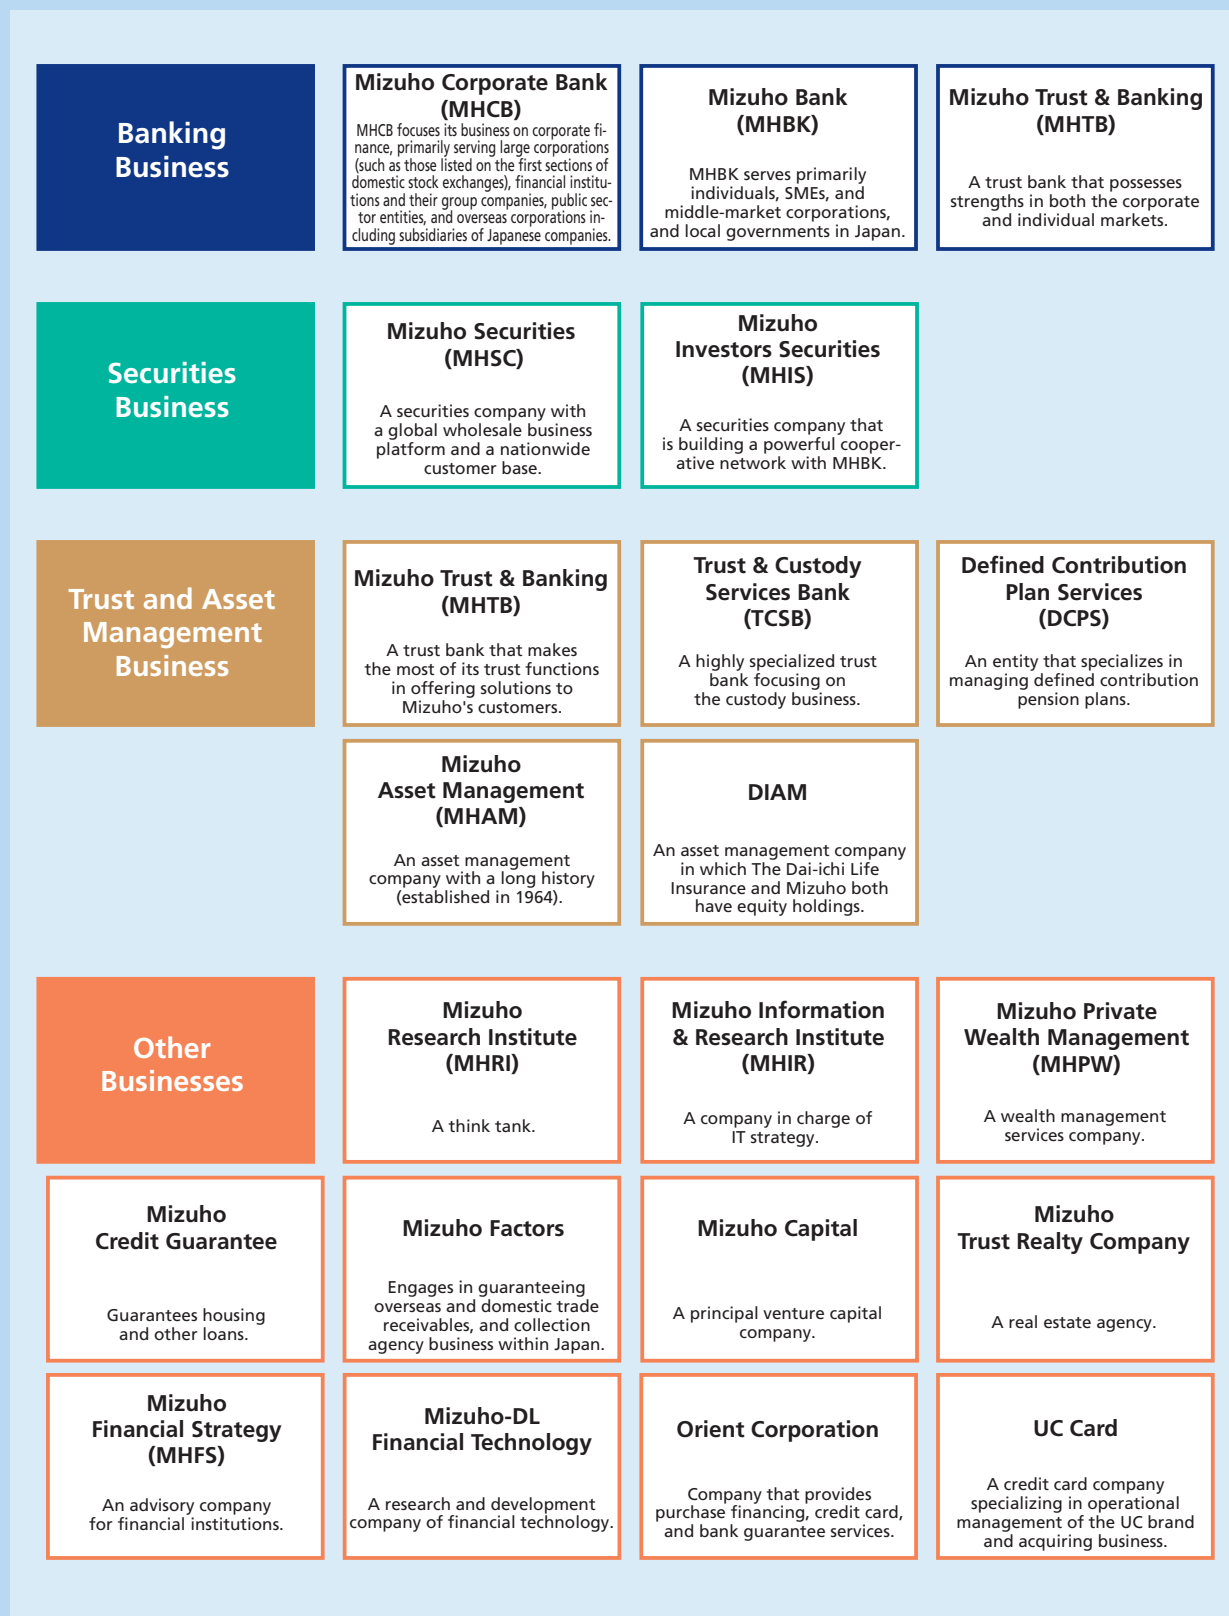 Banking
Business
Mizuho Corporate Bank
(MHCB)
MHCB focuses its business on corporate fi-
nance, primarily serving large corporations
(such as those listed on the first sections of
domestic stock exchanges), financial institu-
tions and their group companies, public sec-
tor entities, and overseas corporations in-
cluding subsidiaries of Japanese companies.
Mizuho Bank
(MHBK)
MHBK serves primarily
individuals, SMEs, and
middle-market corporations,
and local governments in Japan.
Mizuho Trust & Banking
(MHTB)
A trust bank that possesses
strengths in both the corporate
and individual markets.
Securities
Business
Mizuho Securities
(MHSC)
A securities company with
a global wholesale business
platform and a nationwide
customer base.
Mizuho
Investors Securities
(MHIS)
A securities company that
is building a powerful cooper-
ative network with MHBK.
Trust and Asset
Management
Business
Mizuho Trust & Banking
(MHTB)
A trust bank that makes
the most of its trust functions
in offering solutions to
Mizuho's customers.
Trust & Custody
Services Bank
(TCSB)
A highly specialized trust
bank focusing on
the custody business.
Defined Contribution
Plan Services
(DCPS)
An entity that specializes in
managing defined contribution
pension plans.
Mizuho
Asset Management
(MHAM)
An asset management
company with a long history
(established in 1964).
DIAM
An asset management company
in which The Dai-ichi Life
Insurance and Mizuho both
have equity holdings.
Other
Businesses
Mizuho
Research Institute
(MHRI)
A think tank.
Mizuho Information
& Research Institute
(MHIR)
A company in charge of
IT strategy.
Mizuho Private
Wealth Management
(MHPW)
A wealth management
services company.
Mizuho
Credit Guarantee
Guarantees housing
and other loans.
Mizuho Factors
Engages in guaranteeing
overseas and domestic trade
receivables, and collection
agency business within Japan.
Mizuho Capital
A principal venture capital
company.
Mizuho
Trust Realty Company
A real estate agency.
Mizuho
Financial Strategy
(MHFS)
An advisory company
for financial institutions.
Mizuho-DL
Financial Technology
A research and development
company of financial technology.
Orient Corporation
Company that provides
purchase financing, credit card,
and bank guarantee services.
UC Card
A credit card company
specializing in operational
management of the UC brand
and acquiring business.